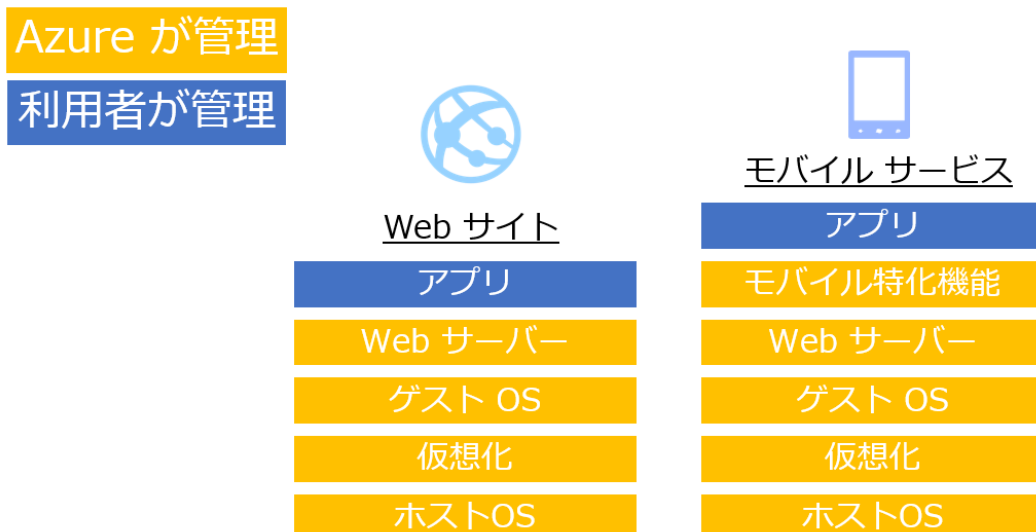 Azure が管理
利用者が管理
Web サイト
アプリ
Web サーバー
ゲスト OS
仮想化
ホストOS
モバイル サービス
アプリ
モバイル特化機能
Web サーバー
ゲスト OS
仮想化
ホストOS